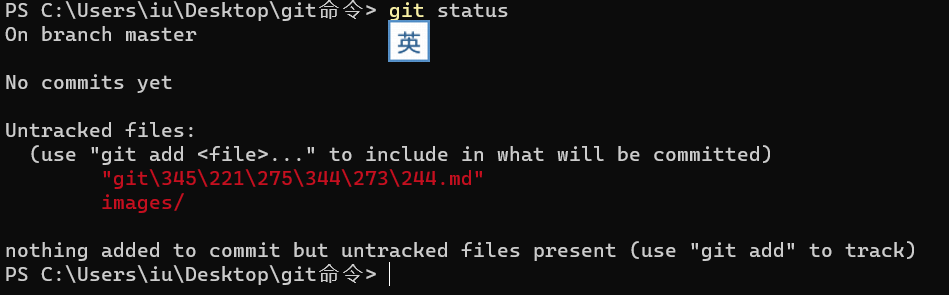 PS C:\Users\iu\Desktop\git命令> git status
On branch master
英
No commits yet
Untracked files:
(use "git add <file>..." to include in what will be committed)
"git\345\221\275\344\273\244.md"
images/
nothing added to commit but untracked files present (use "git add" to track)
PS C:\Users\iu\Desktop\git命令>